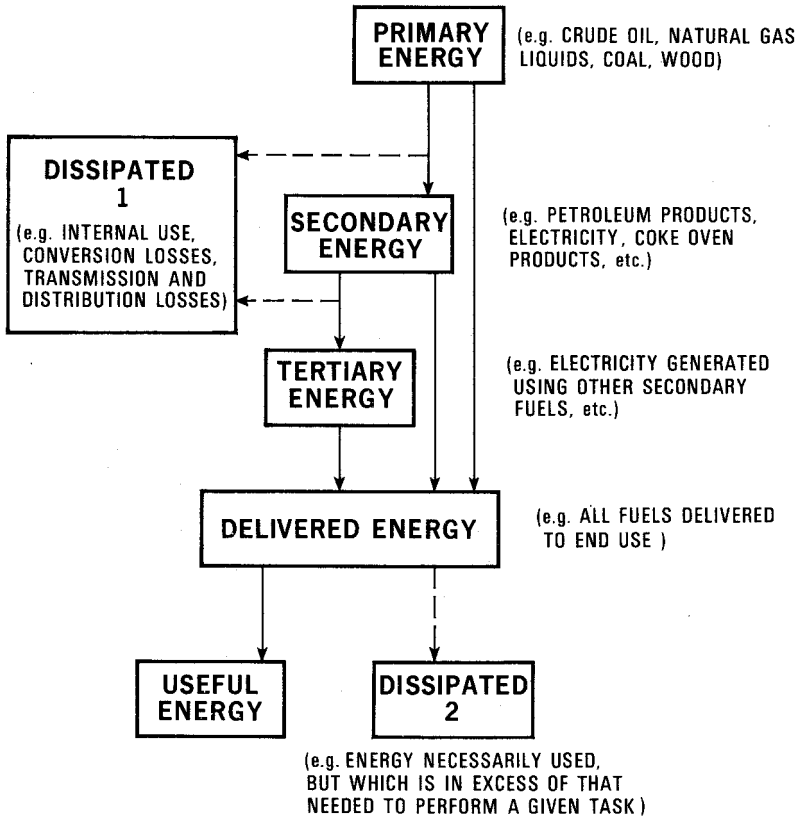 PRIMARY
ENERGY
(e.g. CRUDE OIL, NATURAL GAS
LIQUIDS, COAL, WOOD)
DISSIPATED
1
(e.g. INTERNAL USE,
CONVERSION LOSSES,
TRANSMISSION AND
DISTRIBUTION LOSSES)
SECONDARY
ENERGY
(e.g. PETROLEUM PRODUCTS,
ELECTRICITY, COKE OVEN
PRODUCTS, etc.)
TERTIARY
ENERGY
(e.g. ELECTRICITY GENERATED
USING OTHER SECONDARY
FUELS, etc.)
DELIVERED ENERGY
(e.g. ALL FUELS DELIVERED
TO END USE )
USEFUL
ENERGY
DISSIPATED
2
(e.g. ENERGY NECESSARILY USED,
BUT WHICH IS IN EXCESS OF THAT
NEEDED TO PERFORM A GIVEN TASK)